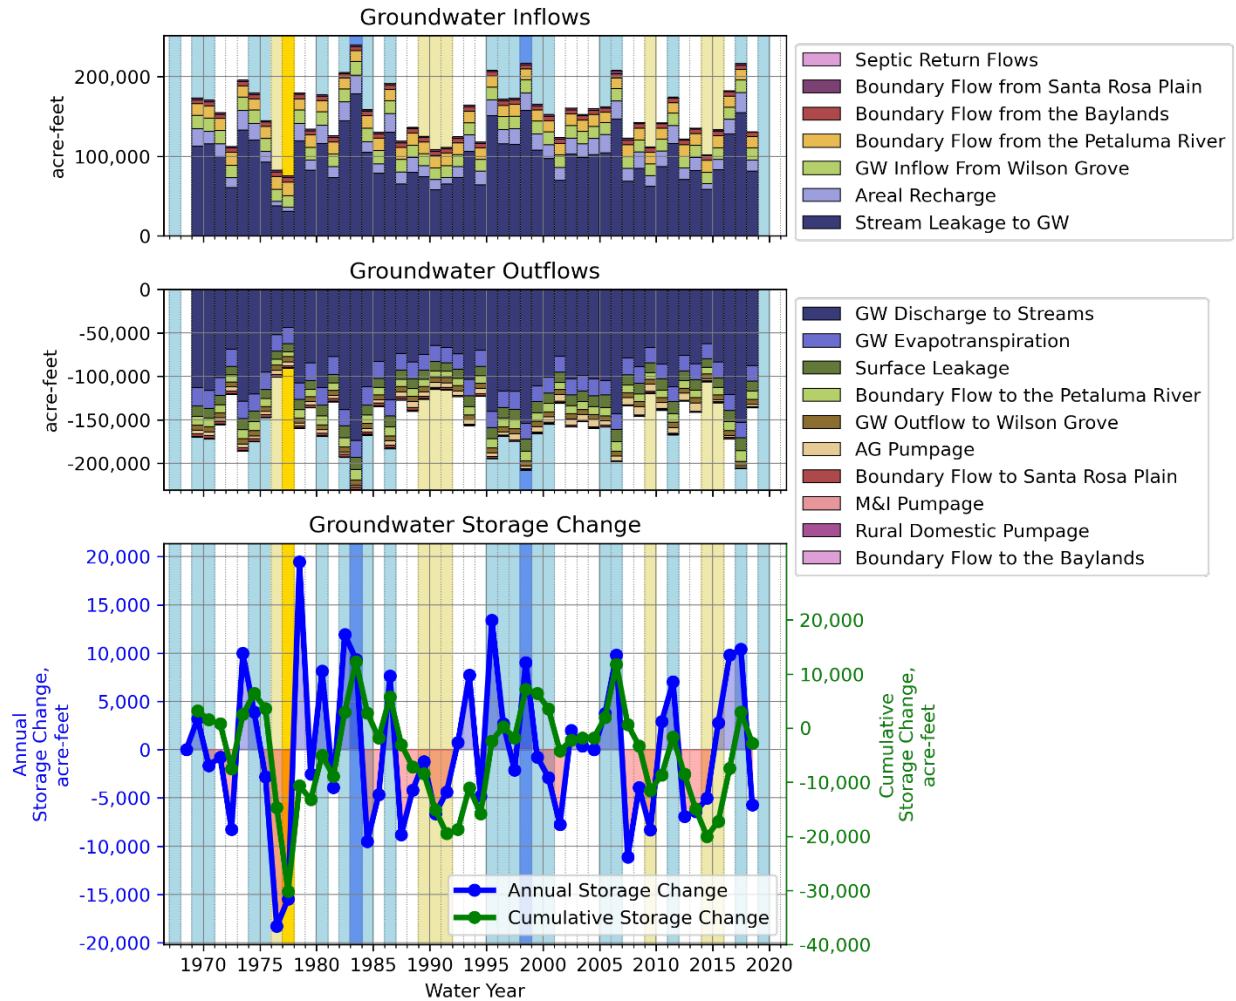 Groundwater Inflows
200,000
100,000
0
acre-feet
Septic Return Flows
Boundary Flow from Santa Rosa Plain
Boundary Flow from the Baylands
Boundary Flow from the Petaluma River
GW Inflow From Wilson Grove
Areal Recharge
Stream Leakage to GW
Groundwater Outflows
0
-50,000
-100,000
-150,000
-200,000
acre-feet
GW Discharge to Streams
GW Evapotranspiration
Surface Leakage
Boundary Flow to the Petaluma River
GW Outflow to Wilson Grove
AG Pumpage
Boundary Flow to Santa Rosa Plain
M&I Pumpage
Rural Domestic Pumpage
Boundary Flow to the Baylands
Groundwater Storage Change
20,000
15,000
10,000
5,000
0
-5,000
-10,000
-15,000
-20,000
Annual
Storage Change,
acre-feet
20,000
10,000
0
-10,000
-20,000
-30,000
-40,000
Cumulative
Storage Change,
acre-feet
Annual Storage Change
Cumulative Storage Change
1970 1975 1980 1985 1990 1995 2000 2005 2010 2015 2020
Water Year